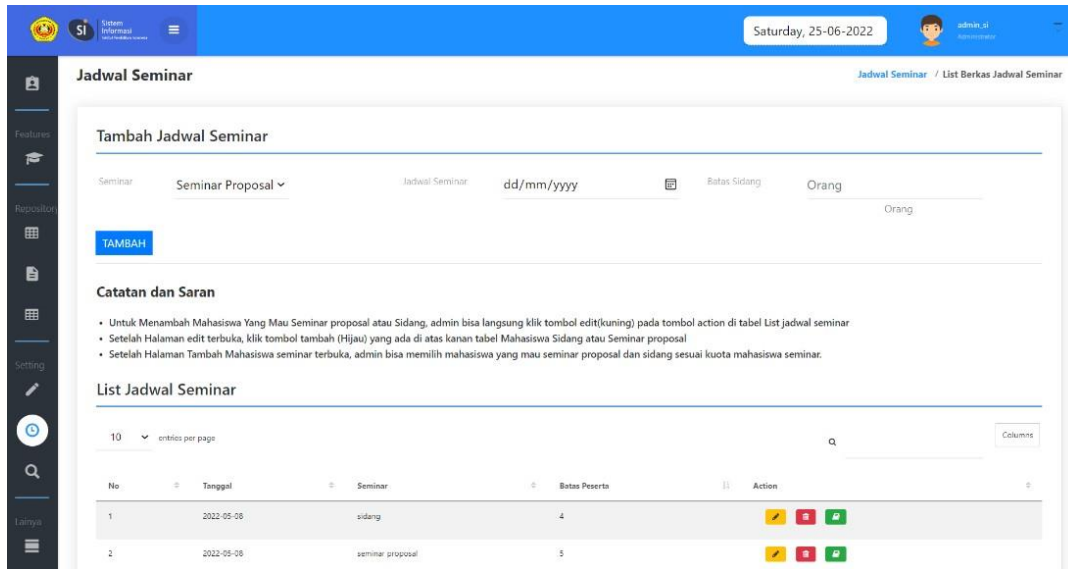 Sistem
Informasi
Si
Saturday, 25-06-2022
admin_si
Administrator
Jadwal Seminar
Jadwal Seminar / List Berkas Jadwal Seminar
Features
Repository
Setting
Lainya
Tambah Jadwal Seminar
Seminar
Seminar Proposal
Jadwal Seminar
dd/mm/yyyy
Batas Sidang
Orang
Orang
TAMBAH
Catatan dan Saran
• Untuk Menambah Mahasiswa Yang Mau Seminar proposal atau Sidang, admin bisa langsung klik tombol edit(kuning) pada tombol action di tabel List jadwal seminar
• Setelah Halaman edit terbuka, klik tombol tambah (Hijau) yang ada di atas kanan tabel Mahasiswa Sidang atau Seminar proposal
• Setelah Halaman Tambah Mahasiswa seminar terbuka, admin bisa memilih mahasiswa yang mau seminar proposal dan sidang sesuai kuota mahasiswa seminar.
List Jadwal Seminar
10 entries per page
Columns
No Tanggal Seminar Batas Peserta Action
1 2022-05-08 sidang 4
2 2022-05-08 seminar proposal 5